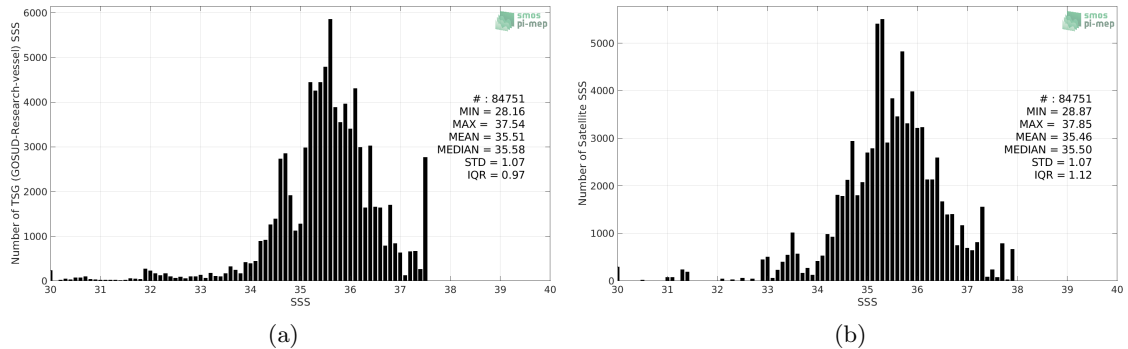 Number of TSG (GOSUD-Research-vessel) SSS
6000
5000
4000
3000
2000
1000
0
30 31 32 33 34 35 36 37 38 39 40
SSS
smos
pi-mep
# : 84751
MIN = 28.16
MAX = 37.54
MEAN = 35.51
MEDIAN = 35.58
STD = 1.07
IQR = 0.97
(a)
Number of Satellite SSS
5000
4000
3000
2000
1000
0
30 31 32 33 34 35 36 37 38 39 40
SSS
smos
pi-mep
# : 84751
MIN = 28.87
MAX = 37.85
MEAN = 35.46
MEDIAN = 35.50
STD = 1.07
IQR = 1.12
(b)